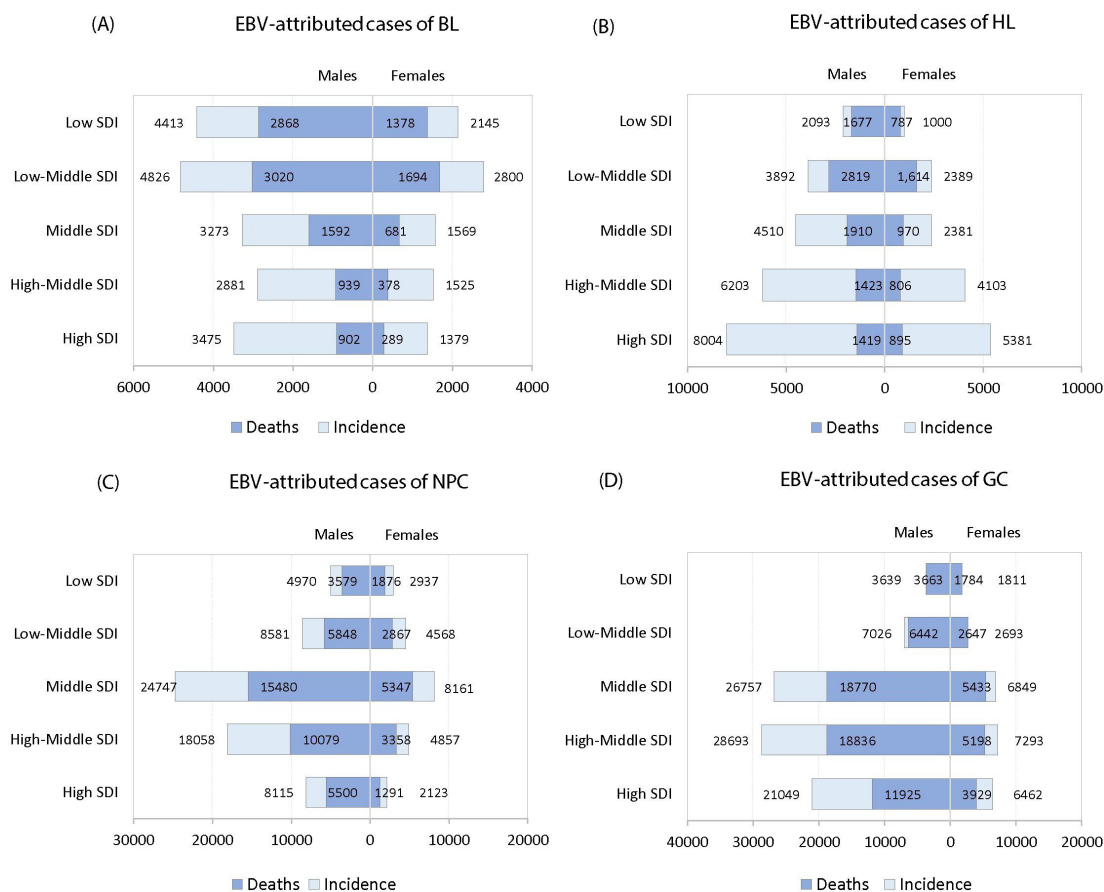 (A) EBV-attributed cases of BL
Males Females
Low SDI 4413 2868 1378 2145
Low-Middle SDI 4826 3020 1694 2800
Middle SDI 3273 1592 681 1569
High-Middle SDI 2881 939 378 1525
High SDI 3475 902 289 1379
6000 4000 2000 0 2000 4000
Deaths Incidence
(B) EBV-attributed cases of HL
Males Females
Low SDI 2093 1677 787 1000
Low-Middle SDI 3892 2819 1,614 2389
Middle SDI 4510 1910 970 2381
High-Middle SDI 6203 1423 806 4103
High SDI 8004 1419 895 5381
10000 5000 0 5000 10000
Deaths Incidence
(C) EBV-attributed cases of NPC
Males Females
Low SDI 4970 3579 1876 2937
Low-Middle SDI 8581 5848 2867 4568
Middle SDI 24747 15480 5347 8161
High-Middle SDI 18058 10079 3358 4857
High SDI 8115 5500 1291 2123
30000 20000 10000 0 10000 20000
Deaths Incidence
(D) EBV-attributed cases of GC
Males Females
Low SDI 3639 3663 1784 1811
Low-Middle SDI 7026 6442 2647 2693
Middle SDI 26757 18770 5433 6849
High-Middle SDI 28693 18836 5198 7293
High SDI 21049 11925 3929 6462
40000 30000 20000 10000 0 10000 20000
Deaths Incidence